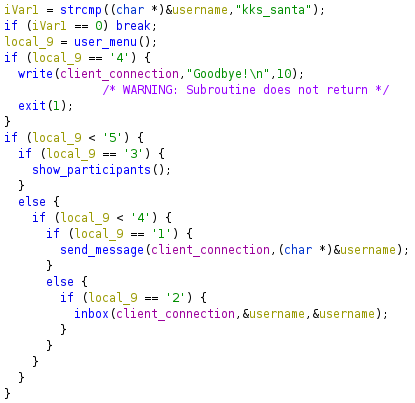 iVar1 = strcmp((char *)&username,"kks_santa");
if (iVar1 == 0) break;
local_9 = user_menu();
if (local_9 == '4') {
  write(client_connection,"Goodbye!\n",10);
              /* WARNING: Subroutine does not return */
  exit(1);
}
if (local_9 < '5') {
  if (local_9 == '3') {
    show_participants();
  }
  else {
    if (local_9 < '4') {
      if (local_9 == '1') {
        send_message(client_connection,(char *)&username);
      }
      else {
        if (local_9 == '2') {
          inbox(client_connection,&username,&username);
        }
      }
    }
  }
}